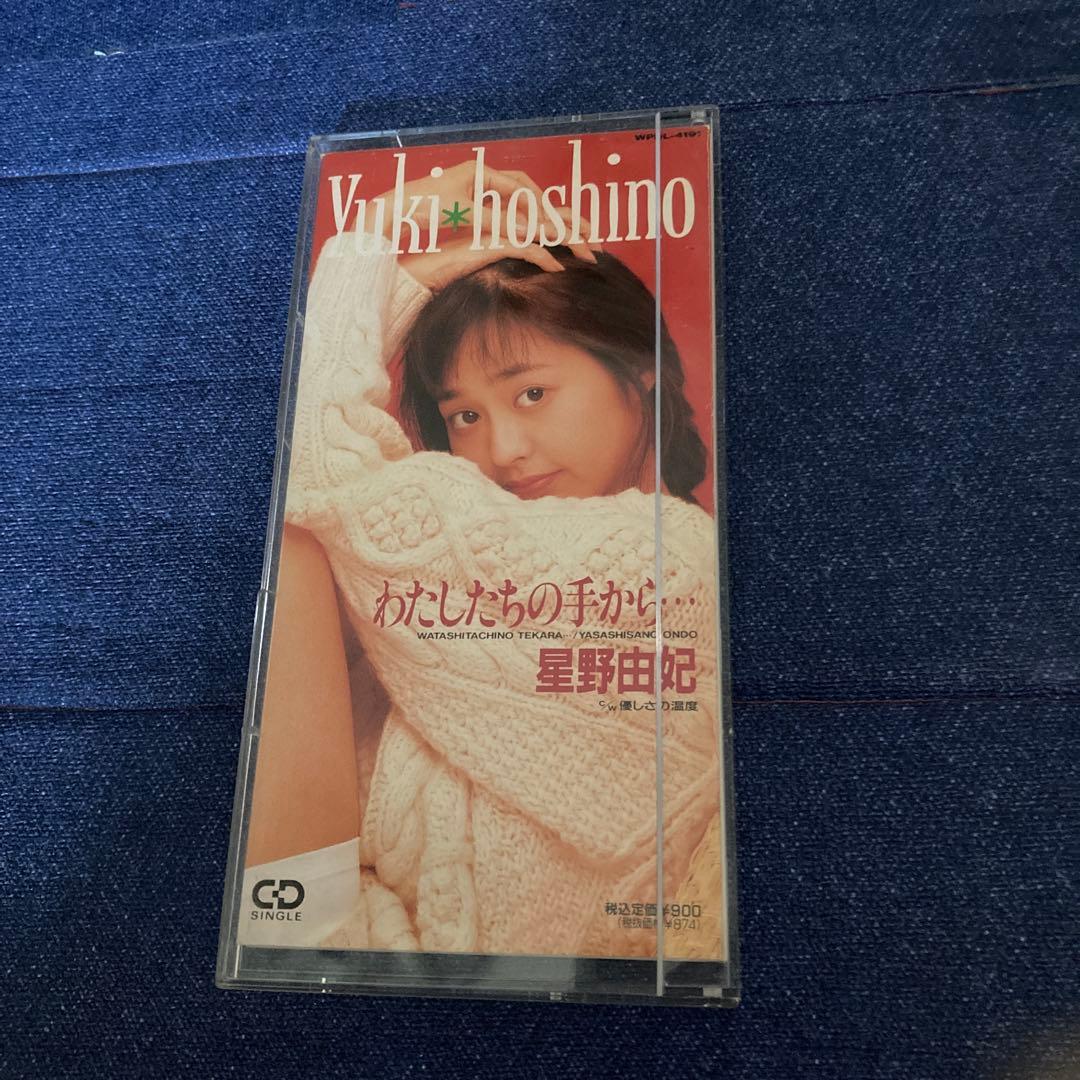 WPDL-4191
Yuki*hoshino
わたしたちの手から…
WATASHITACHINO TEKARA…/YASASHISANO ONDO
星野由妃
c/w 優しさの温度
CD
SINGLE
税込定価¥900
(税抜価格¥874)